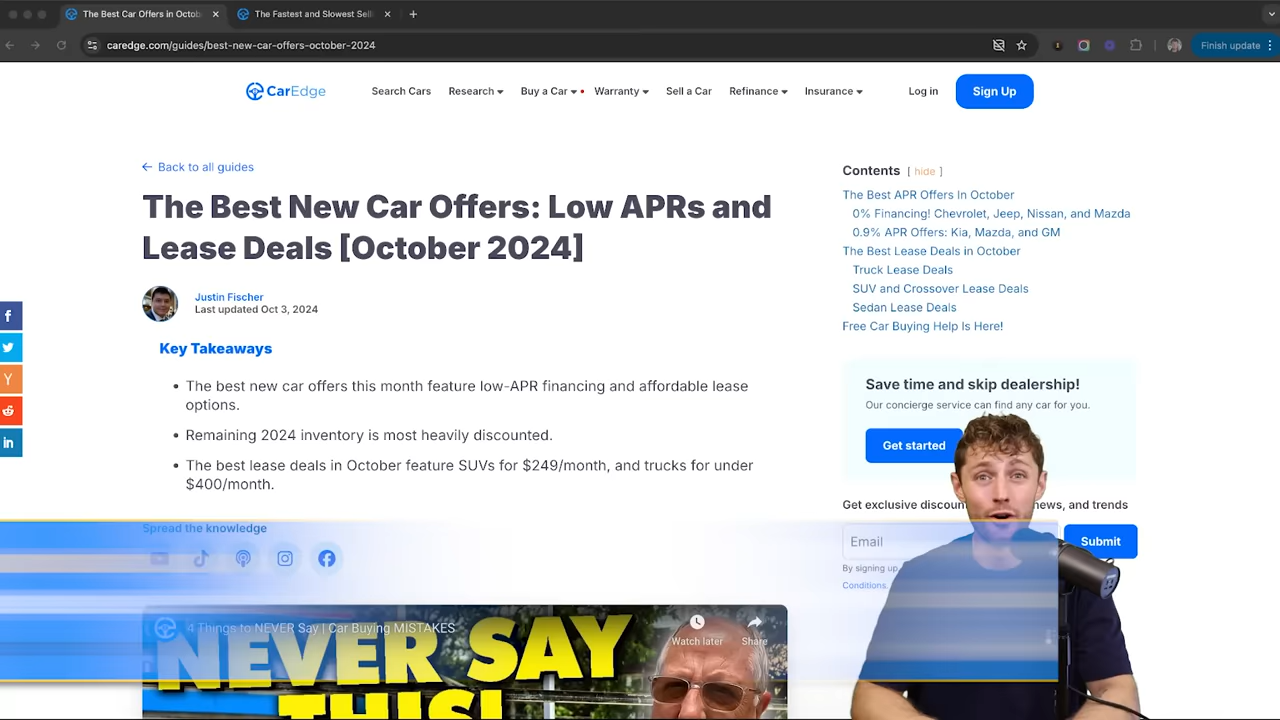 The Best Car Offers in Octob
The Fastest and Slowest Sell
caredge.com/guides/best-new-car-offers-october-2024
Finish update
CarEdge
Search Cars
Research
Buy a Car
Warranty
Sell a Car
Refinance
Insurance
Log in
Sign Up
← Back to all guides
The Best New Car Offers: Low APRs and
Lease Deals [October 2024]
Justin Fischer
Last updated Oct 3, 2024
Key Takeaways
• The best new car offers this month feature low-APR financing and affordable lease
options.
• Remaining 2024 inventory is most heavily discounted.
• The best lease deals in October feature SUVs for $249/month, and trucks for under
$400/month.
Spread the knowledge
4 Things to NEVER Say | Car Buying MISTAKES
Watch later
Share
NEVER SAY
THIS!
Contents [ hide ]
The Best APR Offers In October
0% Financing! Chevrolet, Jeep, Nissan, and Mazda
0.9% APR Offers: Kia, Mazda, and GM
The Best Lease Deals in October
Truck Lease Deals
SUV and Crossover Lease Deals
Sedan Lease Deals
Free Car Buying Help Is Here!
Save time and skip dealership!
Our concierge service can find any car for you.
Get started
Get exclusive discoun news, and trends
Email
Submit
By signing up,
Conditions.